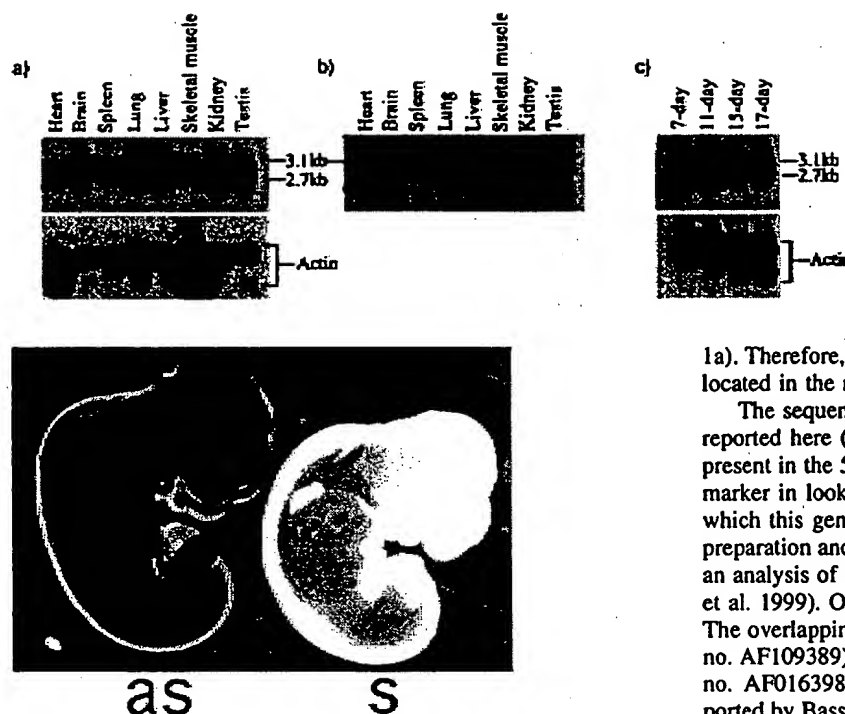 a)
Heart
Brain
Spleen
Lung
Liver
Skeletal muscle
Kidney
Testis
3.1kb
2.7kb
Actin
b)
Heart
Brain
Spleen
Lung
Liver
Skeletal muscle
Kidney
Testis
c)
7-day
11-day
15-day
17-day
3.1kb
2.7kb
as
s
1a). Therefore,
located in the
The sequen
reported here (
present in the
marker in look
which this gen
preparation and
an analysis of
et al. 1999). O
The overlappin
no. AF109389)
no. AF016398
ported by Bass